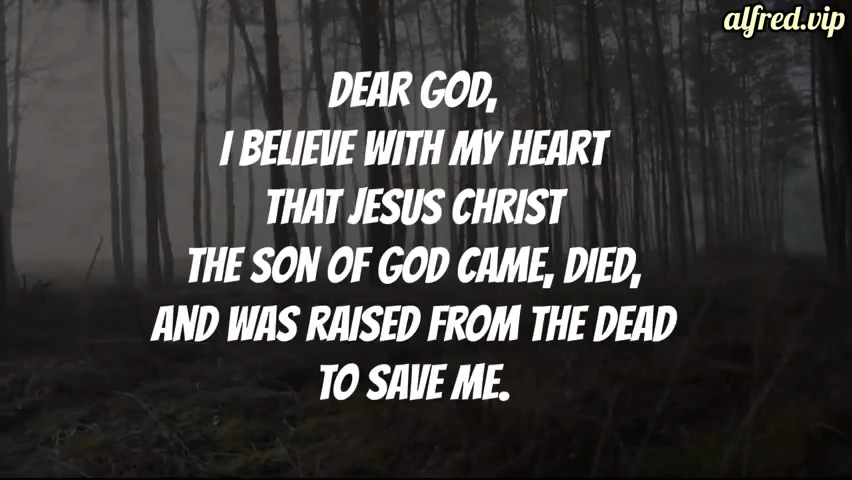 alfred.vip
DEAR GOD,
I BELIEVE WITH MY HEART
THAT JESUS CHRIST
THE SON OF GOD CAME, DIED,
AND WAS RAISED FROM THE DEAD
TO SAVE ME.